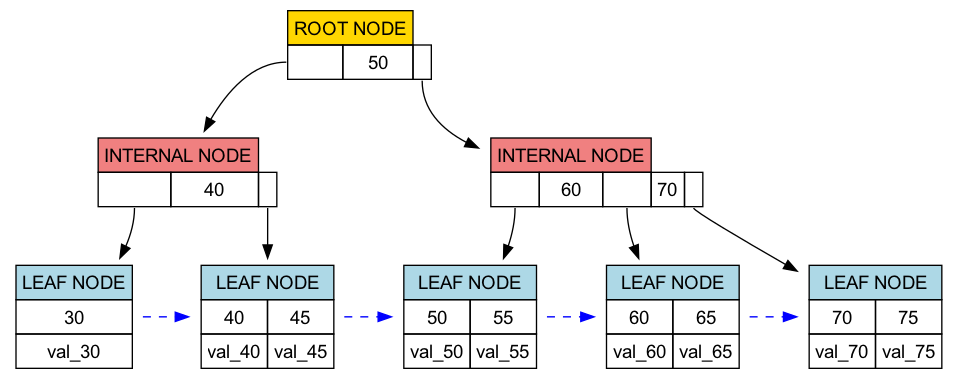 ROOT NODE
50
INTERNAL NODE INTERNAL NODE
40 60 70
LEAF NODE LEAF NODE LEAF NODE LEAF NODE LEAF NODE
30 40 45 50 55 60 65 70 75
val_30 val_40 val_45 val_50 val_55 val_60 val_65 val_70 val_75